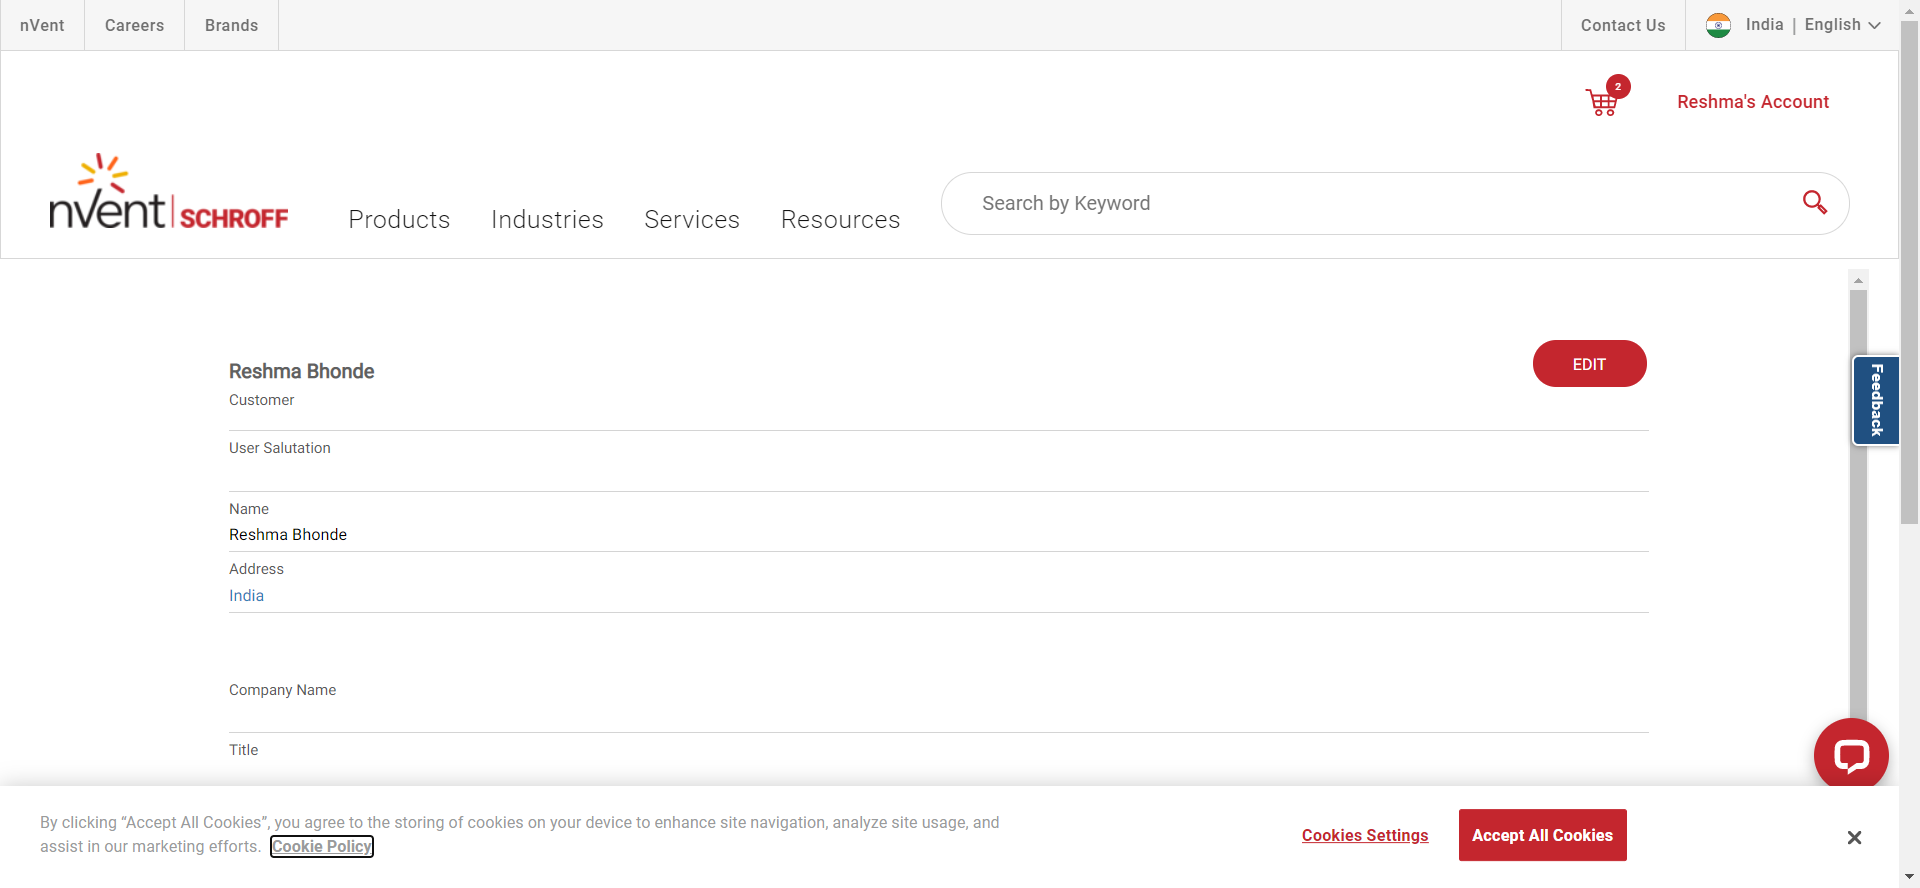 nVent
Careers
Brands
Contact Us
India | English
2
Reshma's Account
nVent | SCHROFF
Products
Industries
Services
Resources
Search by Keyword
Reshma Bhonde
EDIT
Customer
User Salutation
Name
Reshma Bhonde
Address
India
Company Name
Title
Feedback
By clicking “Accept All Cookies”, you agree to the storing of cookies on your device to enhance site navigation, analyze site usage, and
assist in our marketing efforts. Cookie Policy
Cookies Settings
Accept All Cookies